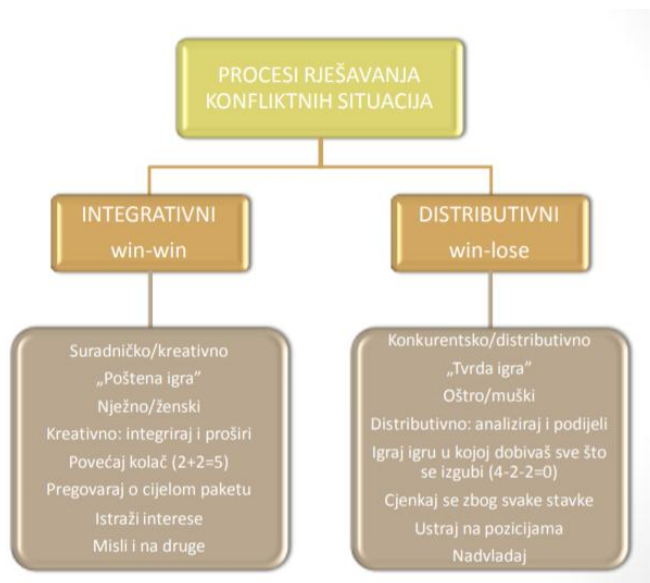 PROCESI RJEŠAVANJA
KONFLIKTNIH SITUACIJA
INTEGRATIVNI
win-win
Suradničko/kreativno
„Poštena igra”
Nježno/ženski
Kreativno: integriraj i proširi
Povećaj kolač (2+2=5)
Pregovaraj o cijelom paketu
Istraži interese
Misli i na druge
DISTRIBUTIVNI
win-lose
Konkurentsko/distributivno
„Tvrda igra”
Oštro/muški
Distributivno: analiziraj i podijeli
Igraj igru u kojoj dobivaš sve što
se izgubi (4-2-2=0)
Cjenkaj se zbog svake stavke
Ustraj na pozicijama
Nadvladaj